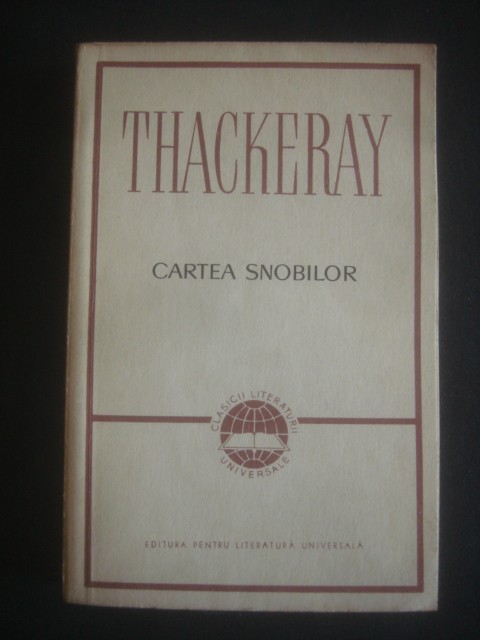 THACKERAY
CARTEA SNOBILOR
CLASICII LITERATURII
UNIVERSALE
EDITURA PENTRU LITERATURĂ UNIVERSALĂ